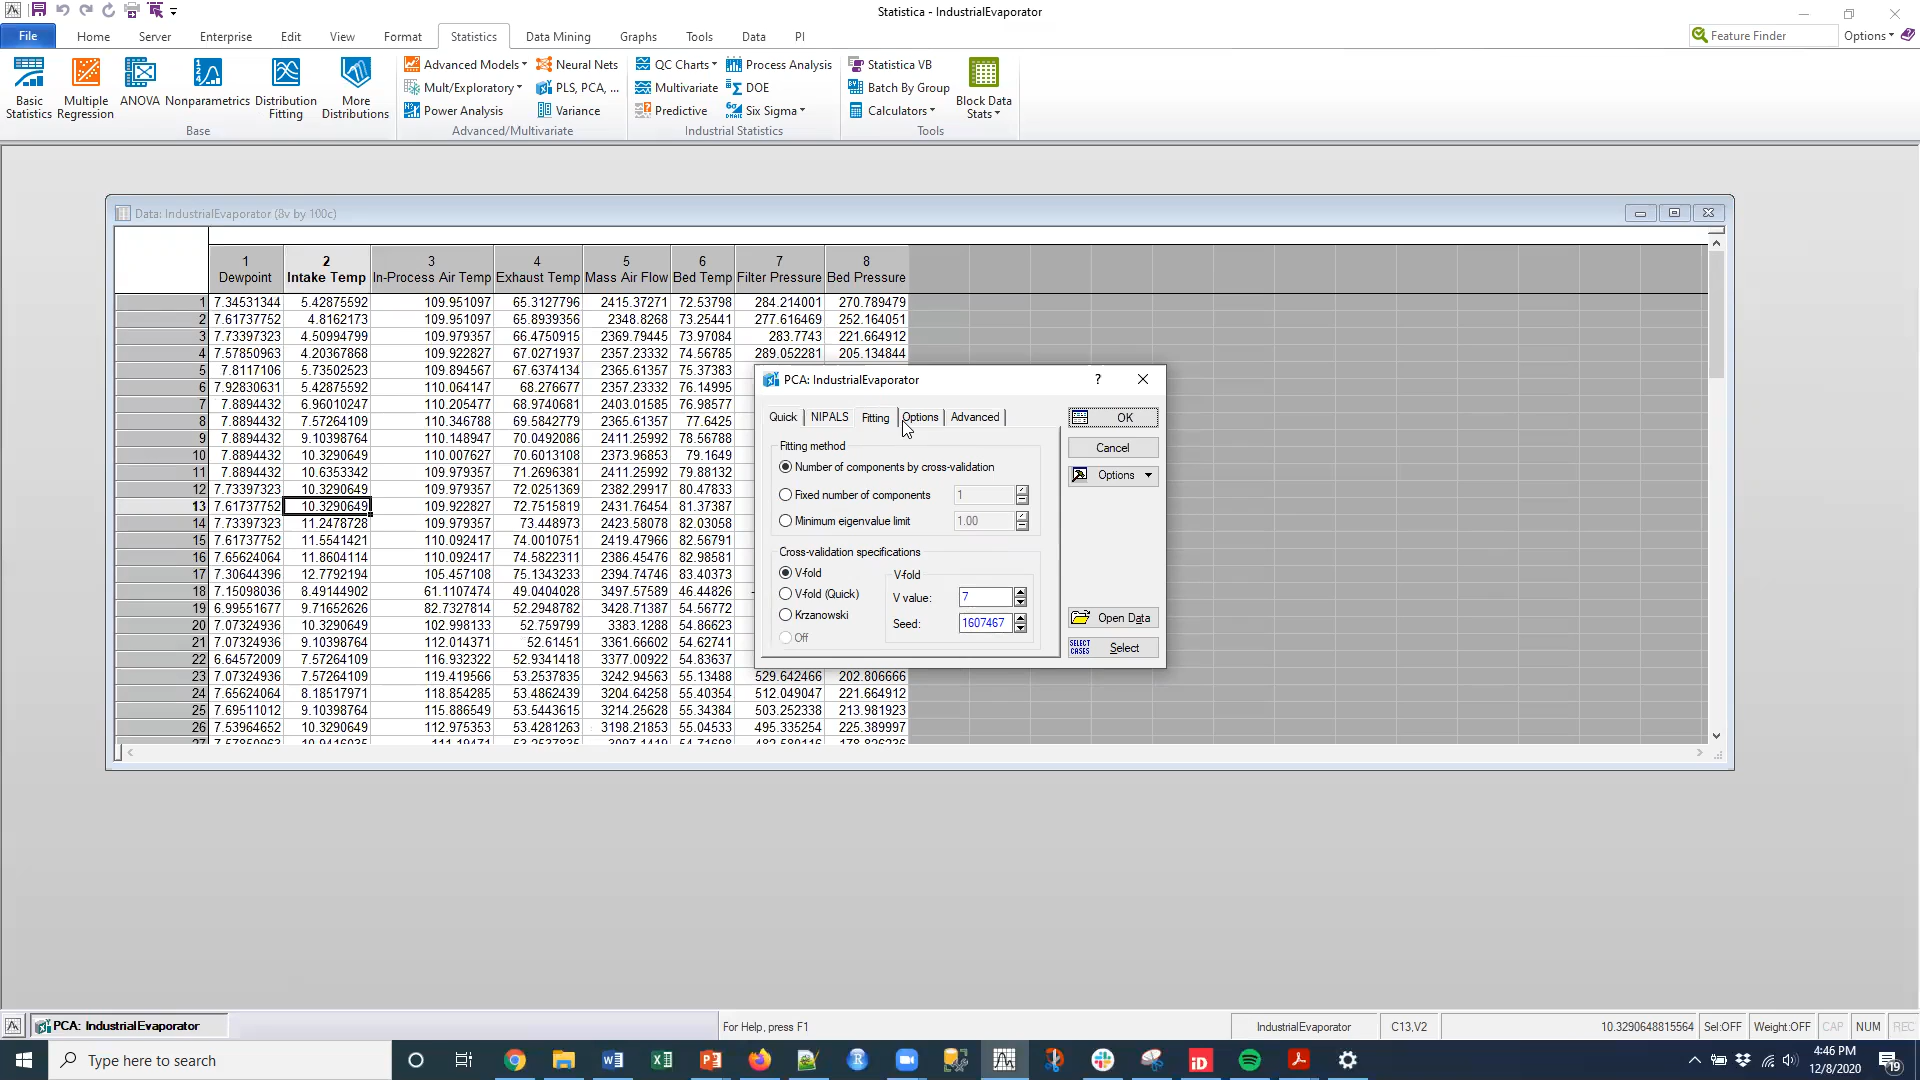 Statistica - IndustrialEvaporator
File Home Server Enterprise Edit View Format Statistics Data Mining Graphs Tools Data PI Feature Finder Options
Basic Statistics
Multiple Regression
ANOVA
Nonparametrics
Distribution Fitting
More Distributions
Base
Advanced Models Neural Nets
Mult/Exploratory PLS, PCA, ...
Power Analysis Variance
Advanced/Multivariate
QC Charts Process Analysis
Multivariate DOE
Predictive Six Sigma
Industrial Statistics
Statistica VB
Batch By Group
Calculators
Block Data Stats
Tools
Data: IndustrialEvaporator (8v by 100c)
1 2 3 4 5 6 7 8
Dewpoint Intake Temp In-Process Air Temp Exhaust Temp Mass Air Flow Bed Temp Filter Pressure Bed Pressure
1 7.34531344 5.42875592 109.951097 65.3127796 2415.37271 72.53798 284.214001 270.789479
2 7.61737752 4.8162173 109.951097 65.8939356 2348.8268 73.25441 277.616469 252.164051
3 7.73397323 4.50994799 109.979357 66.4750915 2369.79445 73.97084 283.7743 221.664912
4 7.57850963 4.20367868 109.922827 67.0271937 2357.23332 74.56785 289.052281 205.134844
5 7.8117106 5.73502523 109.894567 67.6374134 2365.61357 75.37383
6 7.92830631 5.42875592 110.064147 68.276677 2357.23332 76.14995
7 7.8894432 6.96010247 110.205477 68.9740681 2403.01585 76.98577
8 7.8894432 7.57264109 110.346788 69.5842779 2365.61357 77.6425
9 7.8894432 9.10398764 110.148947 70.0492086 2411.25992 78.56788
10 7.8894432 10.3290649 110.007627 70.6013108 2373.96853 79.1649
11 7.8894432 10.6353342 109.979357 71.2696381 2411.25992 79.88132
12 7.73397323 10.3290649 109.979357 72.0251369 2382.29917 80.47833
13 7.61737752 10.3290649 109.922827 72.7515819 2431.76454 81.37387
14 7.73397323 11.2478728 109.979357 73.448973 2423.58078 82.03058
15 7.61737752 11.5541421 110.092417 74.0010751 2419.47966 82.56791
16 7.65624064 11.8604114 110.092417 74.5822311 2386.45476 82.98581
17 7.30644396 12.7792194 105.457108 75.1343233 2394.74746 83.40373
18 7.15098036 8.49144902 61.1107474 49.0404028 3497.57589 46.44826
19 6.99551677 9.71652626 82.7327814 52.2948782 3428.71387 54.56772
20 7.07324936 10.3290649 102.998133 52.759799 3383.1288 54.86623
21 7.07324936 9.10398764 112.014371 52.61451 3361.66602 54.62741
22 6.64572009 7.57264109 116.932322 52.9341418 3377.00922 54.83637
23 7.07324936 7.57264109 119.419566 53.2537835 3242.94563 55.13488 529.642466 202.806666
24 7.65624064 8.18517971 118.854285 53.4862439 3204.64258 55.40354 512.049047 221.664912
25 7.69511012 9.10398764 115.886549 53.5443615 3214.25628 55.34384 503.252338 213.981923
26 7.53964652 10.3290649 112.975353 53.4281263 3198.21853 55.04533 495.335254 225.389997
PCA: IndustrialEvaporator ?
Quick NIPALS Fitting Options Advanced
Fitting method
Number of components by cross-validation
Fixed number of components 1
Minimum eigenvalue limit 1.00
Cross-validation specifications
V-fold
V-fold (Quick)
Krzanowski
Off
V-fold
V value: 7
Seed: 1607467
OK
Cancel
Options
Open Data
SELECT CASES Select
PCA: IndustrialEvaporator
For Help, press F1
IndustrialEvaporator C13,V2 10.3290648815564 Sel:OFF Weight:OFF CAP NUM REC
Type here to search
4:46 PM
12/8/2020
19